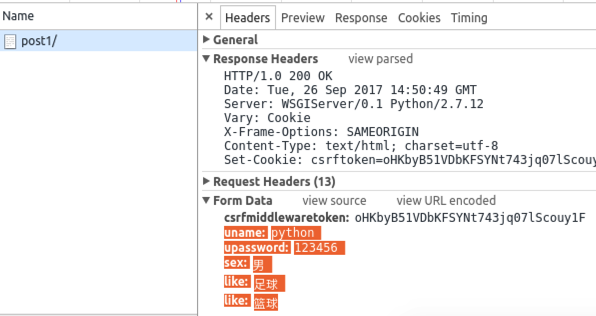 Name
× Headers Preview Response Cookies Timing
post1/
▶ General
▼ Response Headers view parsed
HTTP/1.0 200 OK
Date: Tue, 26 Sep 2017 14:50:49 GMT
Server: WSGIServer/0.1 Python/2.7.12
Vary: Cookie
X-Frame-Options: SAMEORIGIN
Content-Type: text/html; charset=utf-8
Set-Cookie: csrftoken=oHKbyB51VDbKFSYNt743jq07lScouy
▶ Request Headers (13)
▼ Form Data view source view URL encoded
csrfmiddlewaretoken: oHKbyB51VDbKFSYNt743jq07lScouy1F
uname: python
upassword: 123456
sex: 男
like: 足球
like: 篮球